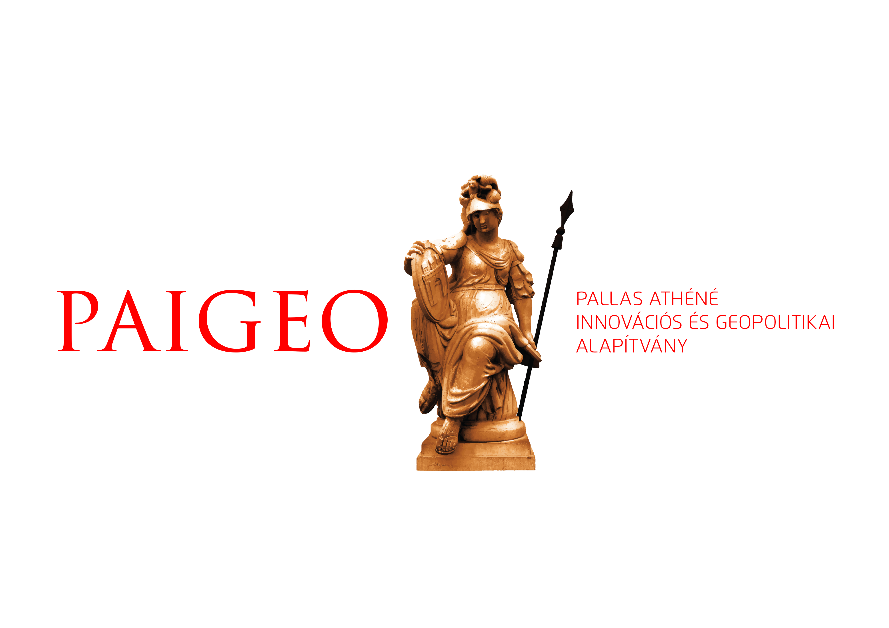 PAIGEO
PALLAS ATHÉNÉ
INNOVÁCIÓS ÉS GEOPOLITIKAI
ALAPÍTVÁNY